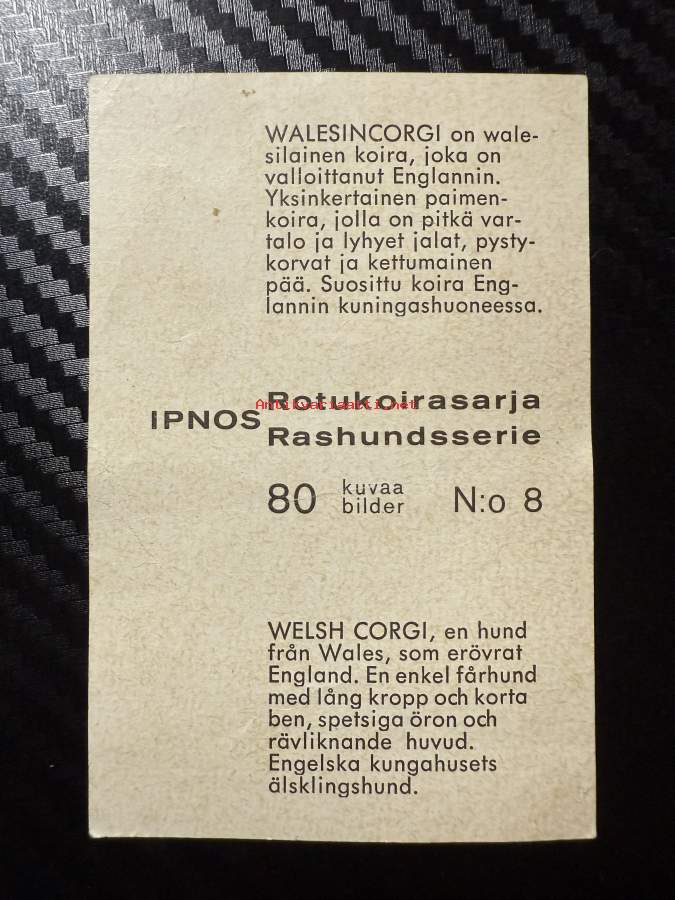 WALESINCORGI on wale-
silainen koira, joka on
valloittanut Englannin.
Yksinkertainen paimen-
koira, jolla on pitkä var-
talo ja lyhyet jalat, pysty-
korvat ja kettumainen
pää. Suosittu koira Eng-
lannin kuningashuoneessa.
IPNOS Rotukoirasarja
Antikvariaatti.net
Rashundsserie
80 kuvaa N:o 8
bilder
WELSH CORGI, en hund
från Wales, som erövrat
England. En enkel fårhund
med lång kropp och korta
ben, spetsiga öron och
rävliknande huvud.
Engelska kungahusets
älsklingshund.